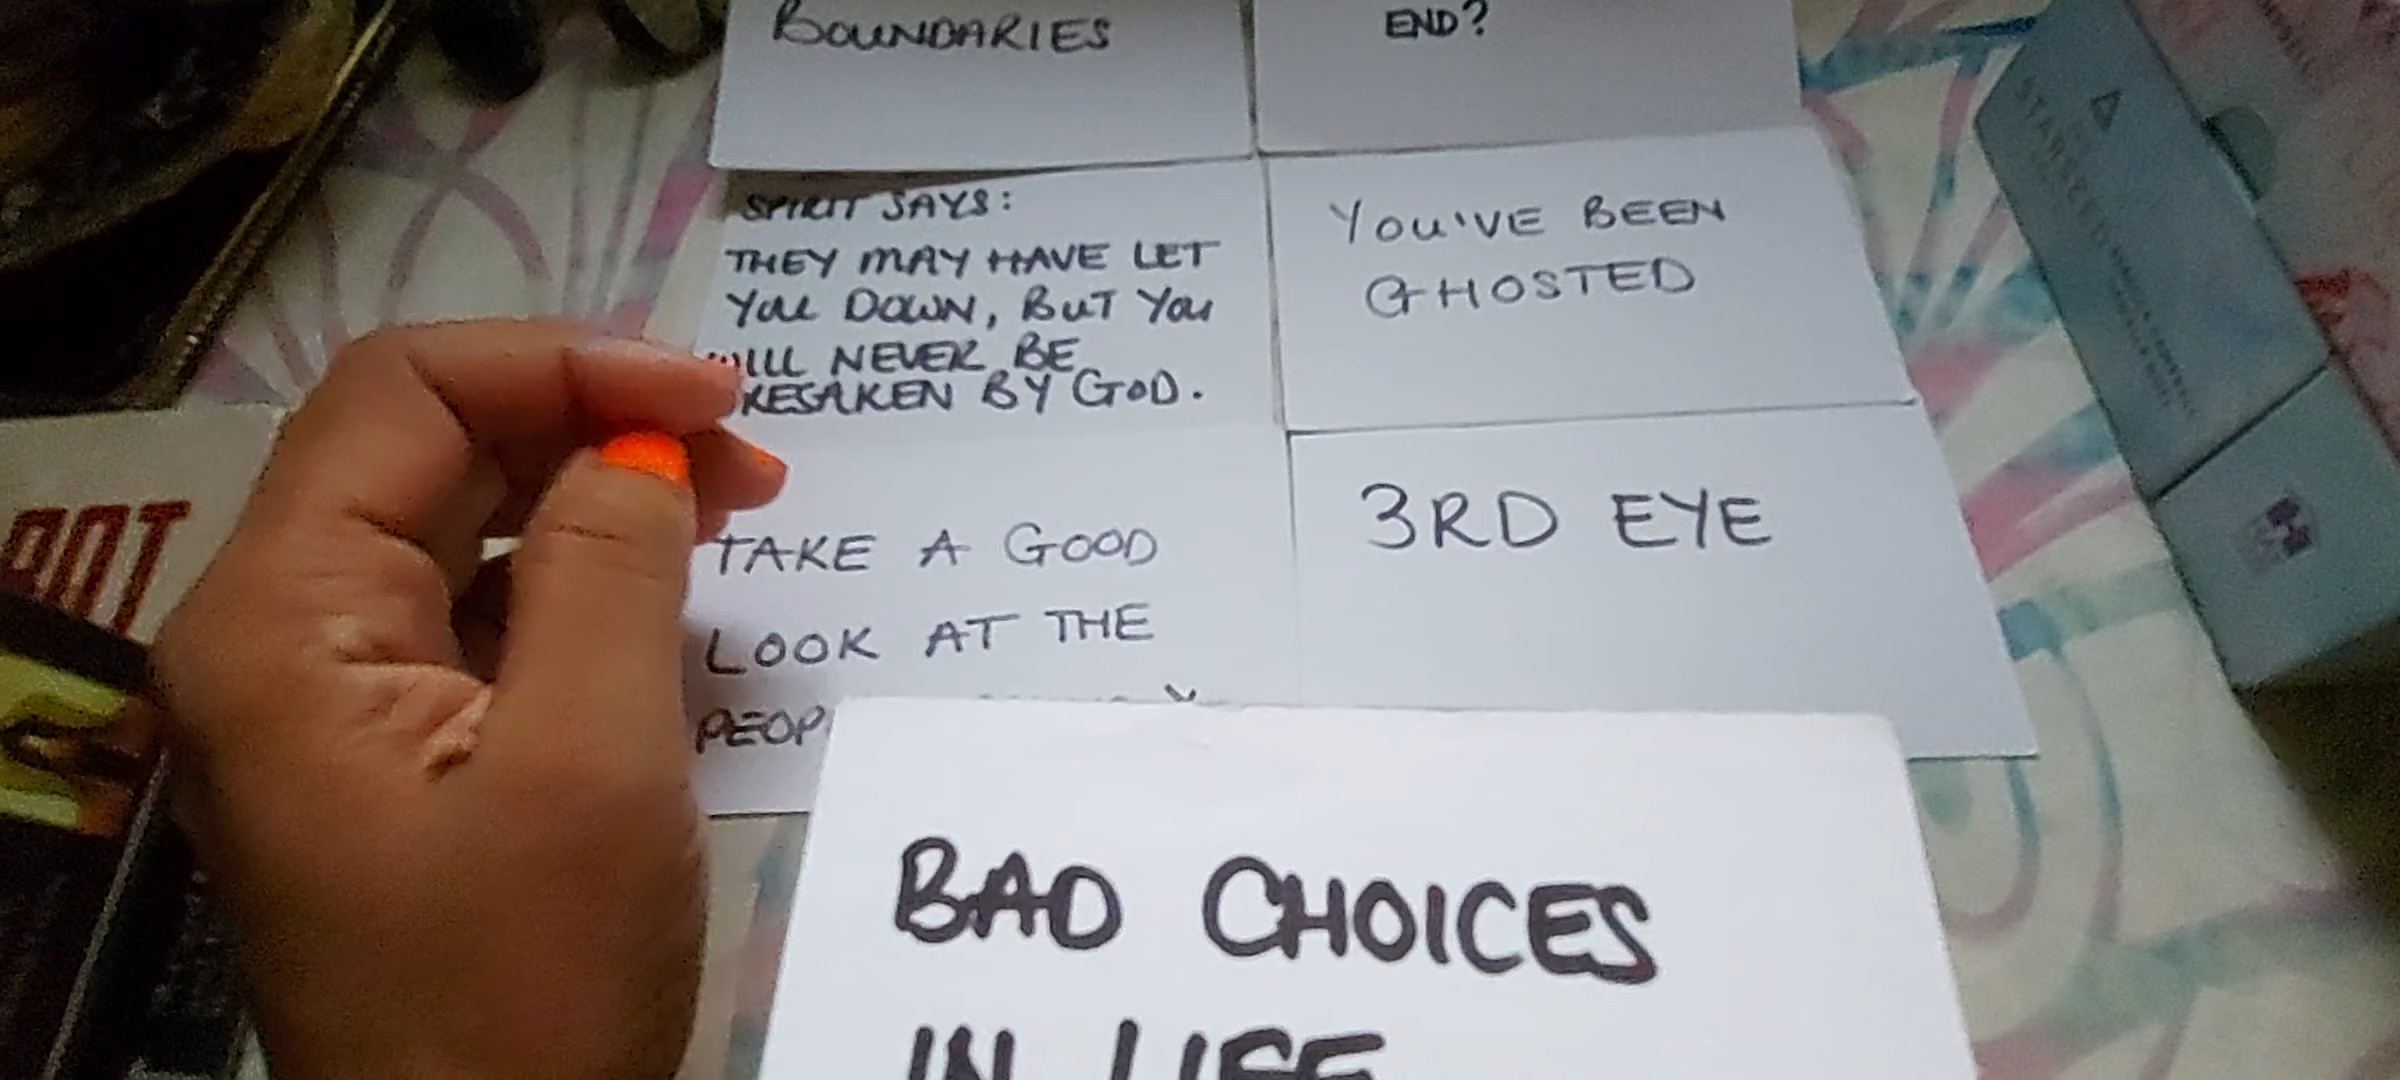 BOUNDARIES
END?
SPIRIT SAYS:
THEY MAY HAVE LET
YOU DOWN, BUT YOU
WILL NEVER BE
BY GOD.
YOU'VE BEEN
GHOSTED
TAKE A GOOD
LOOK AT THE
PEOP
3RD EYE
BAD CHOICES
IN LIFE